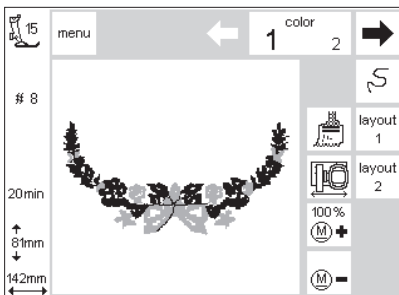 15
menu
color
1 2
# 8
layout
1
layout
2
20min
81mm
142mm
100%
M +
M -